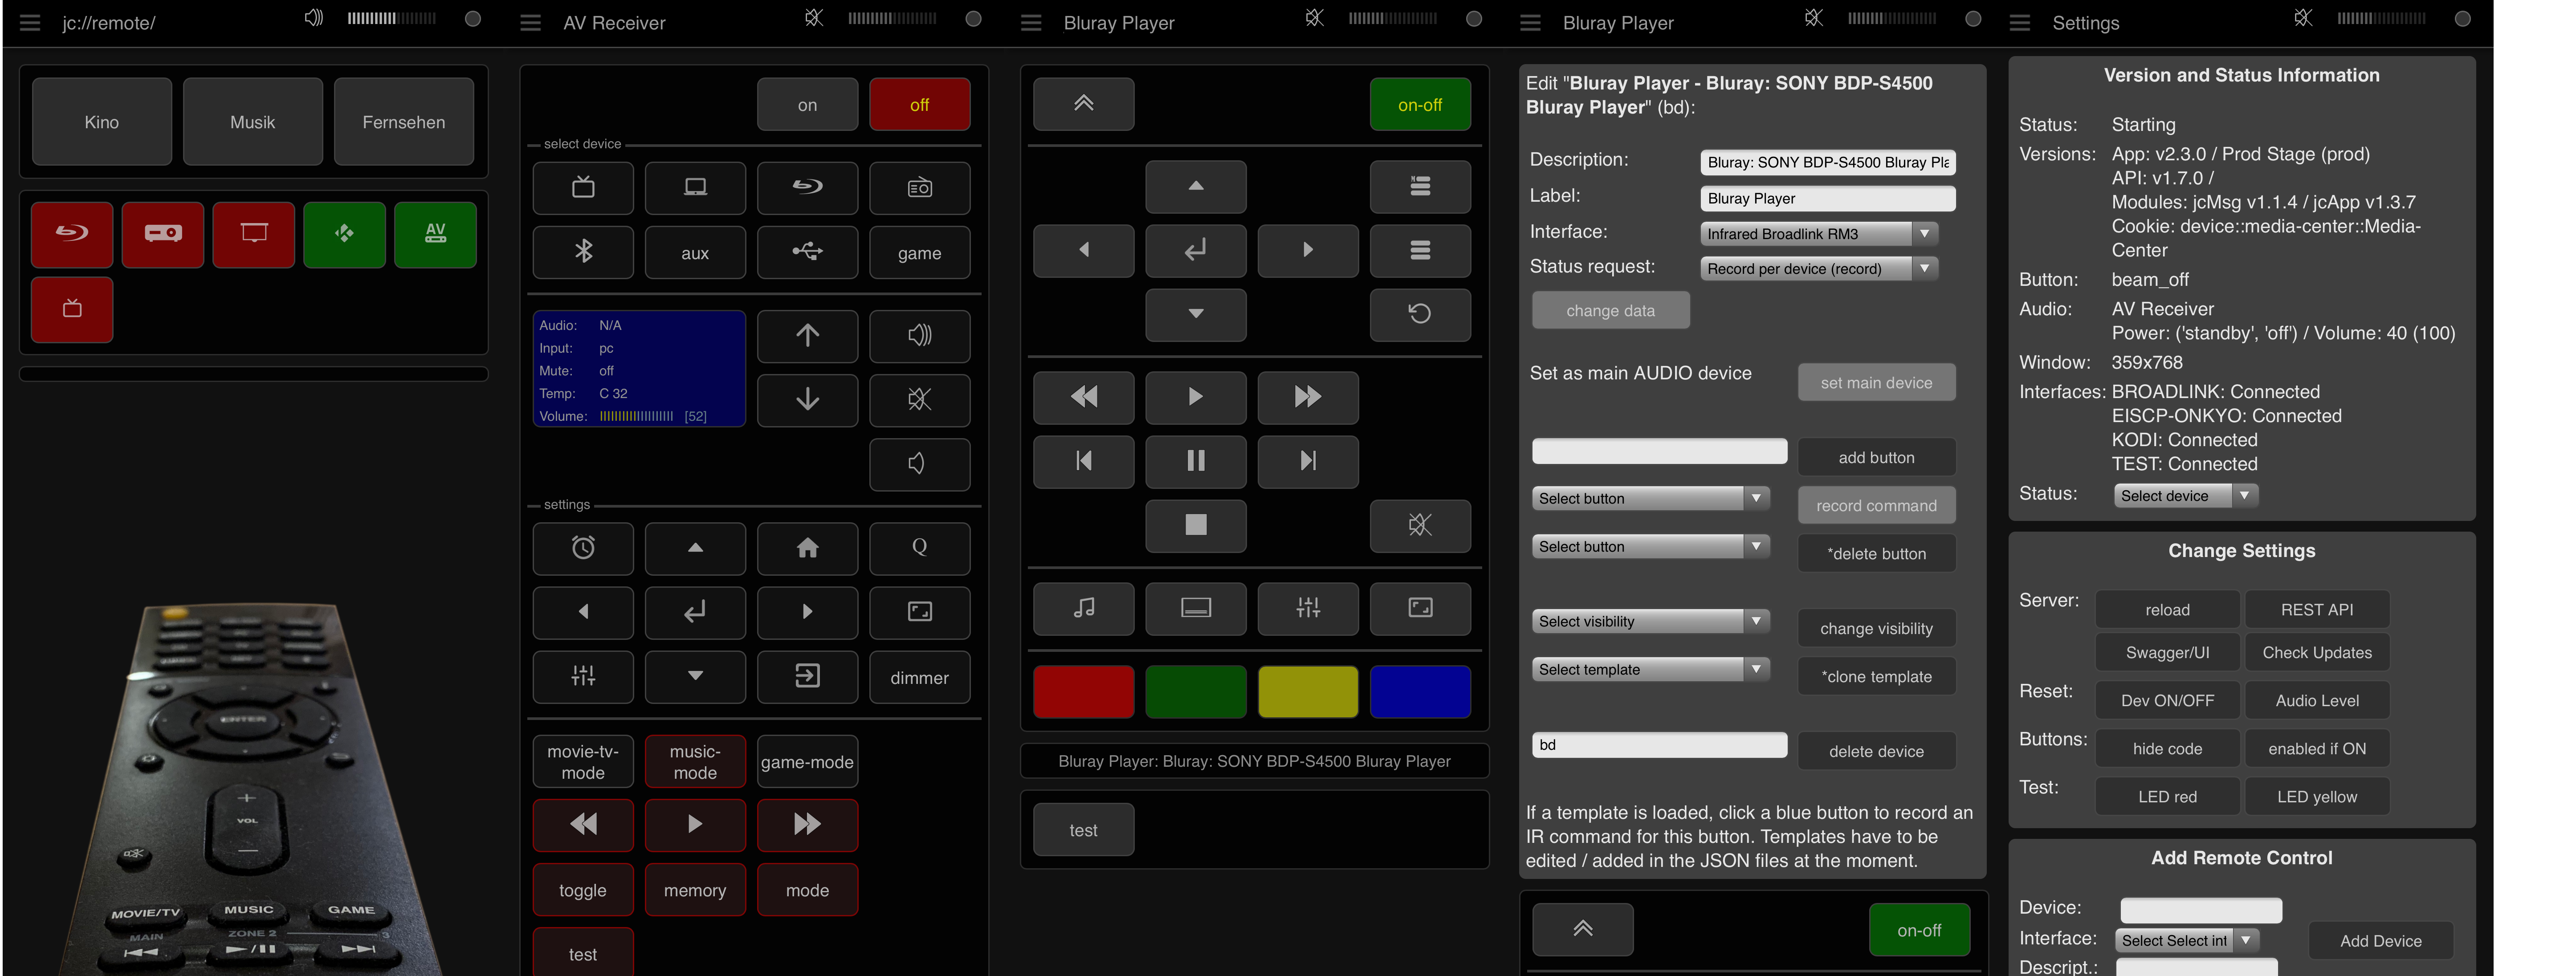 jc://remote/
Kino
Musik
Fernsehen
AV
ENTER
VOL
MOVIE/TV
MUSIC
GAME
MAIN
ZONE 2
3
AV Receiver
on
off
select device
aux
game
Audio: N/A
Input: pc
Mute: off
Temp: C 32
Volume: [52]
settings
Q
dimmer
movie-tv-
mode
music-
mode
game-mode
toggle
memory
mode
test
Bluray Player
on-off
Bluray Player: Bluray: SONY BDP-S4500 Bluray Player
test
Bluray Player
Edit "Bluray Player - Bluray: SONY BDP-S4500
Bluray Player" (bd):
Description: Bluray: SONY BDP-S4500 Bluray Pla
Label: Bluray Player
Interface: Infrared Broadlink RM3
Status request: Record per device (record)
change data
Set as main AUDIO device set main device
add button
Select button record command
Select button *delete button
Select visibility change visibility
Select template *clone template
bd delete device
If a template is loaded, click a blue button to record an
IR command for this button. Templates have to be
edited / added in the JSON files at the moment.
on-off
Settings
Version and Status Information
Status: Starting
Versions: App: v2.3.0 / Prod Stage (prod)
API: v1.7.0 /
Modules: jcMsg v1.1.4 / jcApp v1.3.7
Cookie: device::media-center::Media-
Center
Button: beam_off
Audio: AV Receiver
Power: ('standby', 'off') / Volume: 40 (100)
Window: 359x768
Interfaces: BROADLINK: Connected
EISCP-ONKYO: Connected
KODI: Connected
TEST: Connected
Status: Select device
Change Settings
Server: reload REST API
Swagger/UI Check Updates
Reset: Dev ON/OFF Audio Level
Buttons: hide code enabled if ON
Test: LED red LED yellow
Add Remote Control
Device:
Interface: Select Select int Add Device
Descript.: